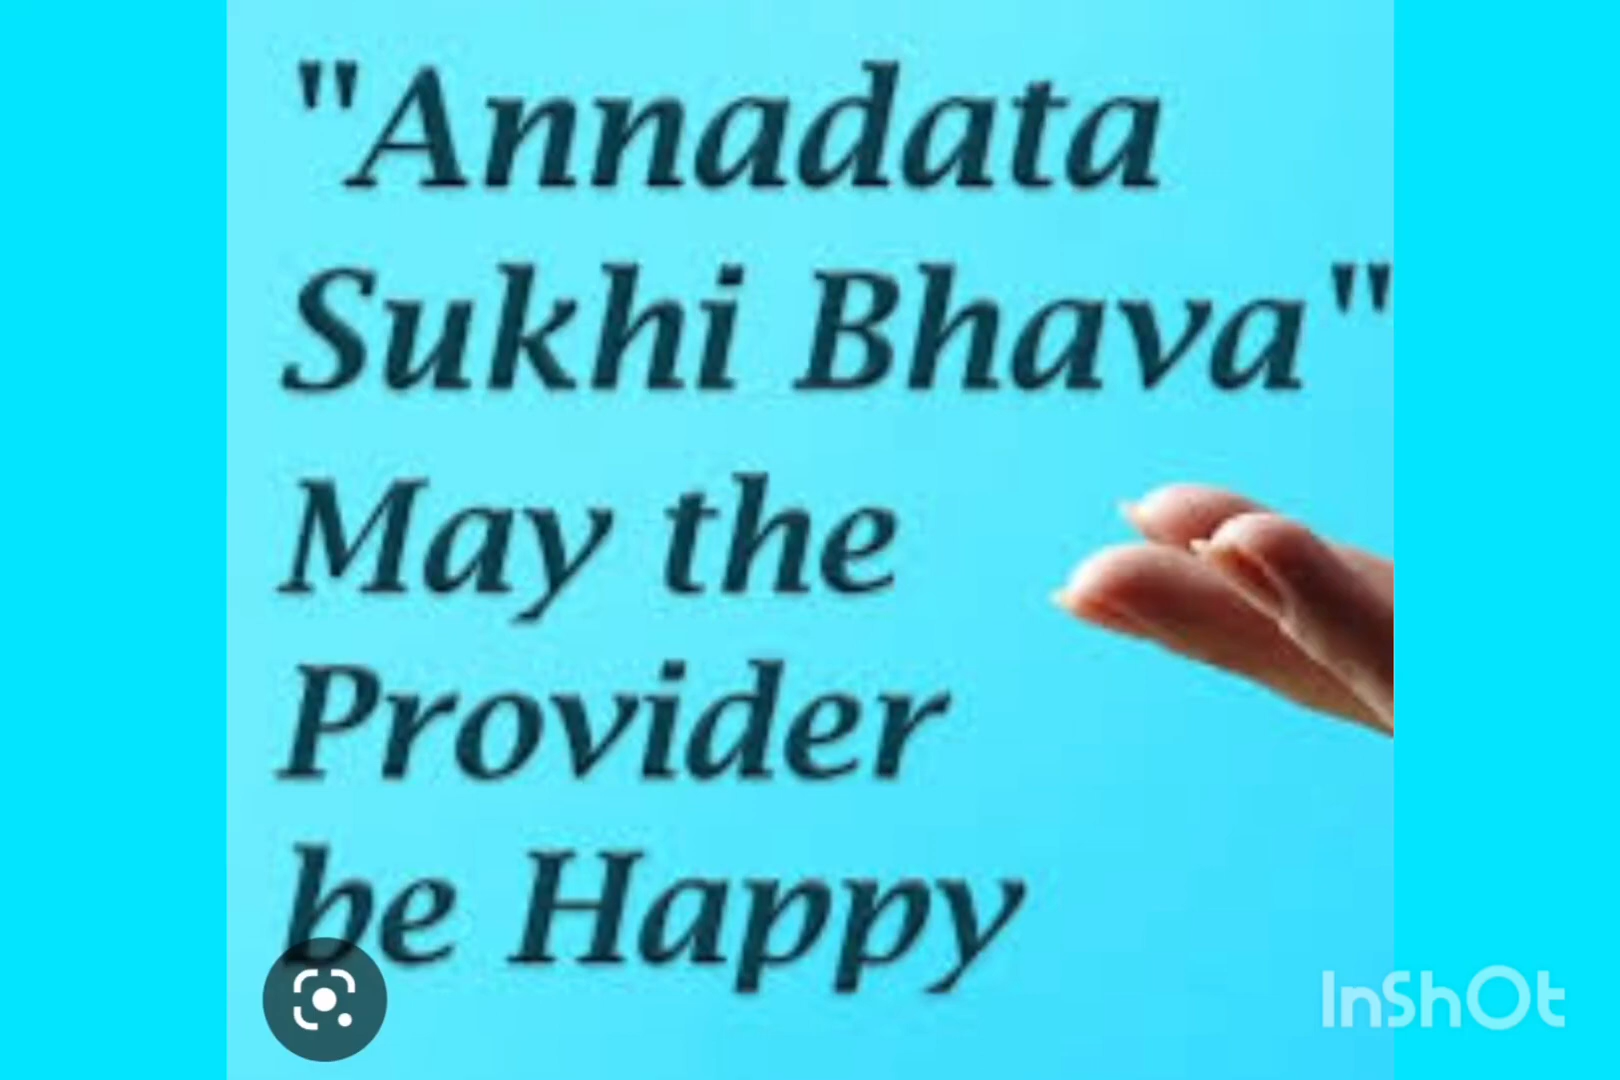 "Annadata
Sukhi Bhava"
May the
Provider
be Happy
InShOt